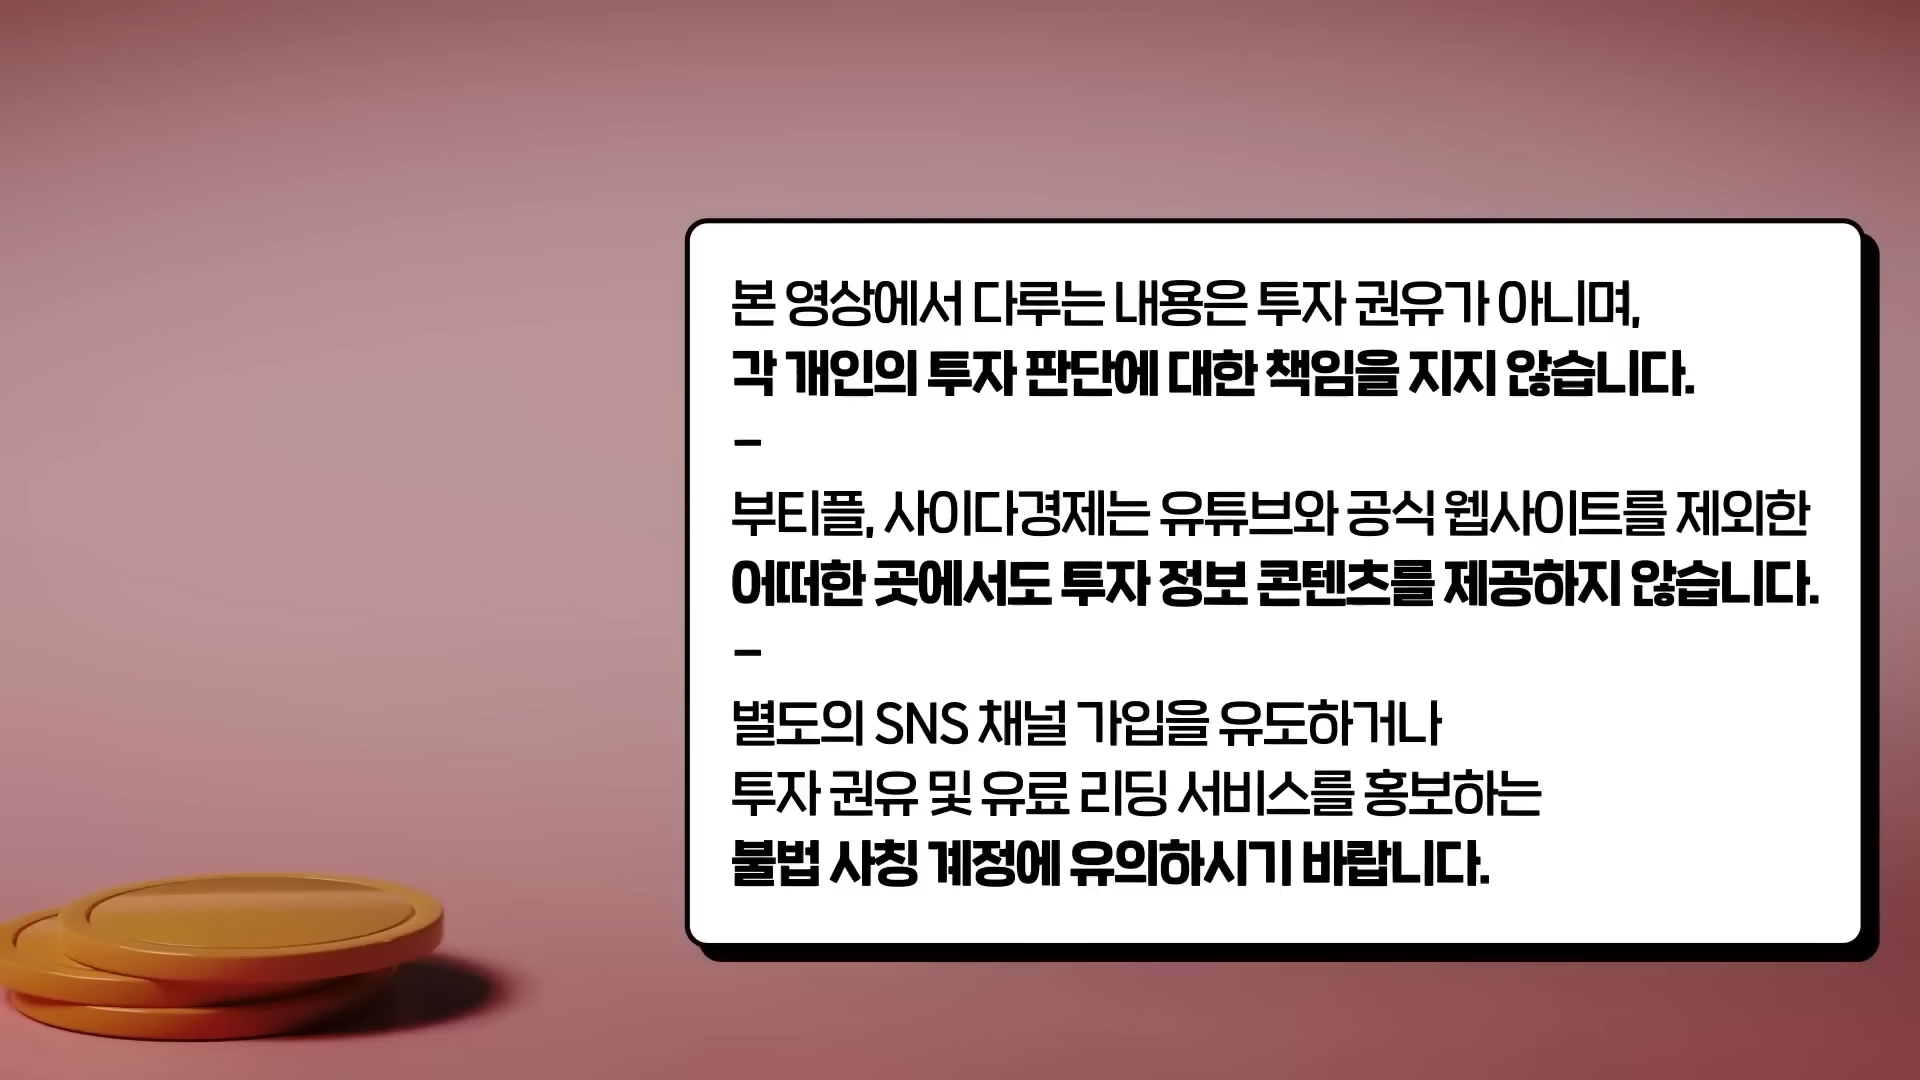 본 영상에서 다루는 내용은 투자 권유가 아니며,
각 개인의 투자 판단에 대한 책임을 지지 않습니다.
–
부티플, 사이다경제는 유튜브와 공식 웹사이트를 제외한
어떠한 곳에서도 투자 정보 콘텐츠를 제공하지 않습니다.
–
별도의 SNS 채널 가입을 유도하거나
투자 권유 및 유료 리딩 서비스를 홍보하는
불법 사칭 계정에 유의하시기 바랍니다.